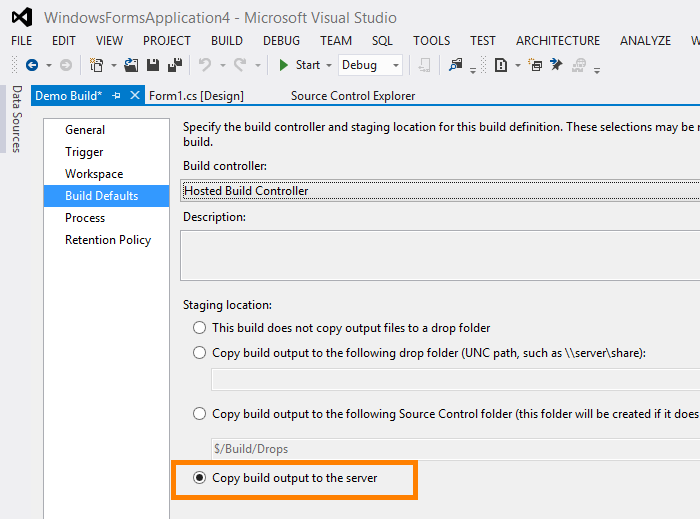 WindowsFormsApplication4 - Microsoft Visual Studio
FILE EDIT VIEW PROJECT BUILD DEBUG TEAM SQL TOOLS TEST ARCHITECTURE ANALYZE W
Start Debug
Data Sources
Demo Build* Form1.cs [Design] Source Control Explorer
General
Trigger
Workspace
Build Defaults
Process
Retention Policy
Specify the build controller and staging location for this build definition. These selections may be r
build.
Build controller:
Hosted Build Controller
Description:
Staging location:
This build does not copy output files to a drop folder
Copy build output to the following drop folder (UNC path, such as \\server\share):
Copy build output to the following Source Control folder (this folder will be created if it does
$/Build/Drops
Copy build output to the server